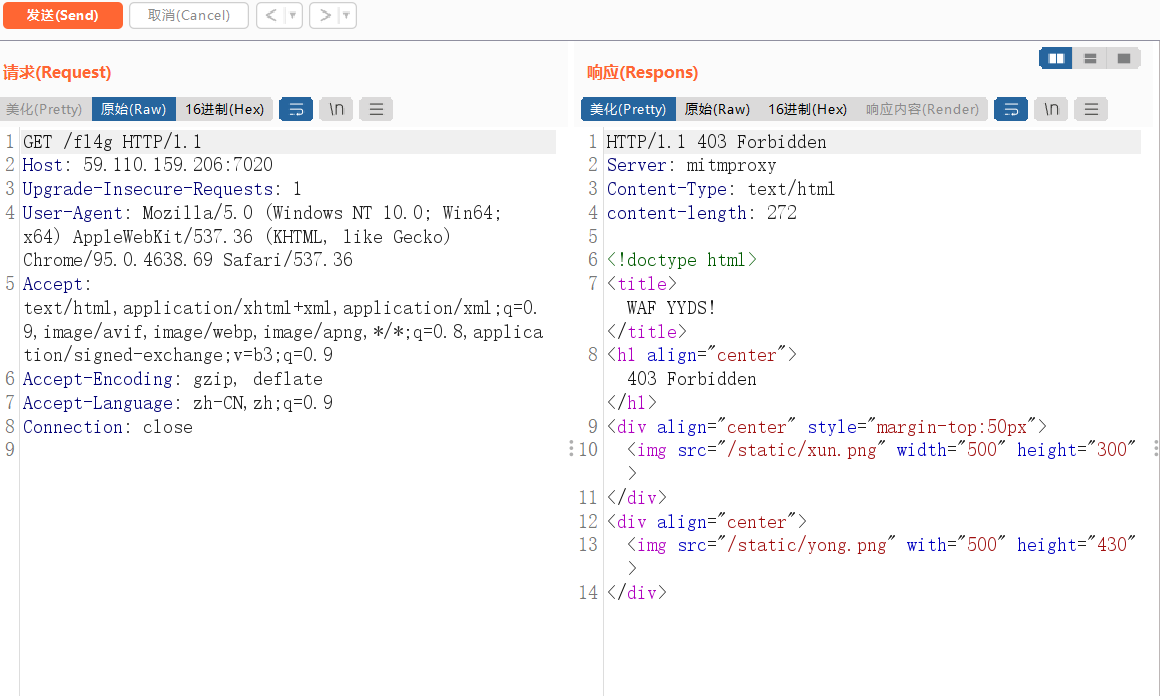 发送(Send) 取消(Cancel) < ▼ > ▼
请求(Request)
美化(Pretty) 原始(Raw) 16进制(Hex) \n
1 GET /fl4g HTTP/1.1
2 Host: 59.110.159.206:7020
3 Upgrade-Insecure-Requests: 1
4 User-Agent: Mozilla/5.0 (Windows NT 10.0; Win64;
x64) AppleWebKit/537.36 (KHTML, like Gecko)
Chrome/95.0.4638.69 Safari/537.36
5 Accept:
text/html,application/xhtml+xml,application/xml;q=0.
9,image/avif,image/webp,image/apng,*/*;q=0.8,applica
tion/signed-exchange;v=b3;q=0.9
6 Accept-Encoding: gzip, deflate
7 Accept-Language: zh-CN,zh;q=0.9
8 Connection: close
9
响应(Respons)
美化(Pretty) 原始(Raw) 16进制(Hex) 响应内容(Render) \n
1 HTTP/1.1 403 Forbidden
2 Server: mitmproxy
3 Content-Type: text/html
4 content-length: 272
5
6 <!doctype html>
7 <title>
WAF YYDS!
</title>
8 <h1 align="center">
403 Forbidden
</h1>
9 <div align="center" style="margin-top:50px">
10 <img src="/static/xun.png" width="500" height="300"
>
11 </div>
12 <div align="center">
13 <img src="/static/yong.png" with="500" height="430"
>
14 </div>